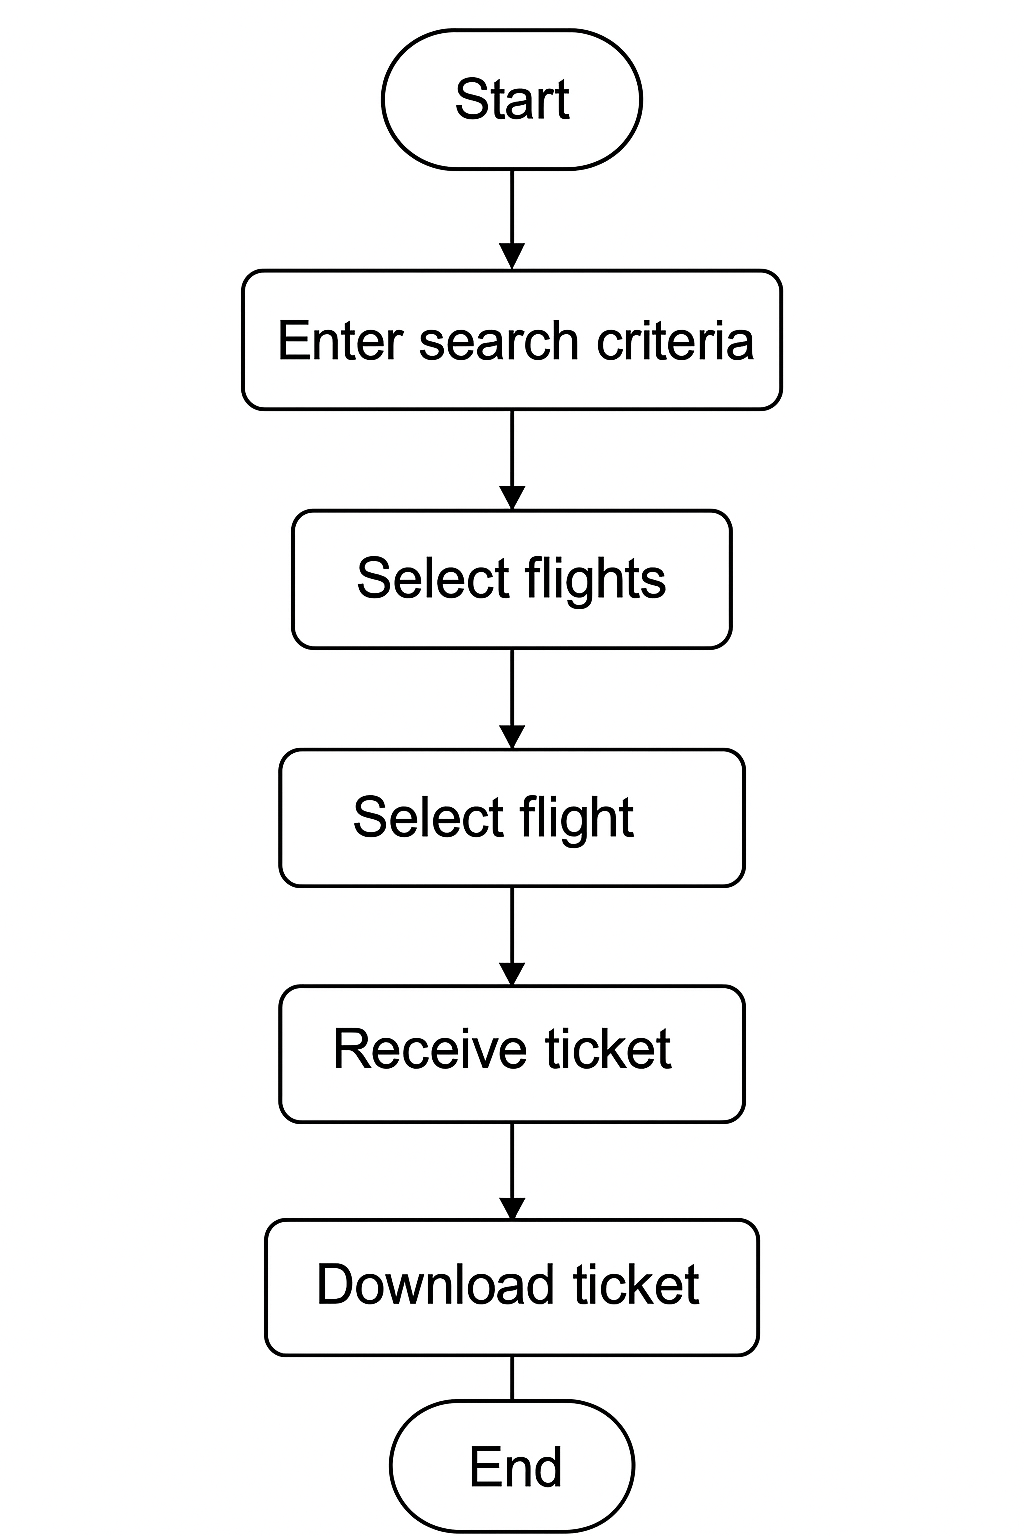 Start
Enter search criteria
Select flights
Select flight
Receive ticket
Download ticket
End